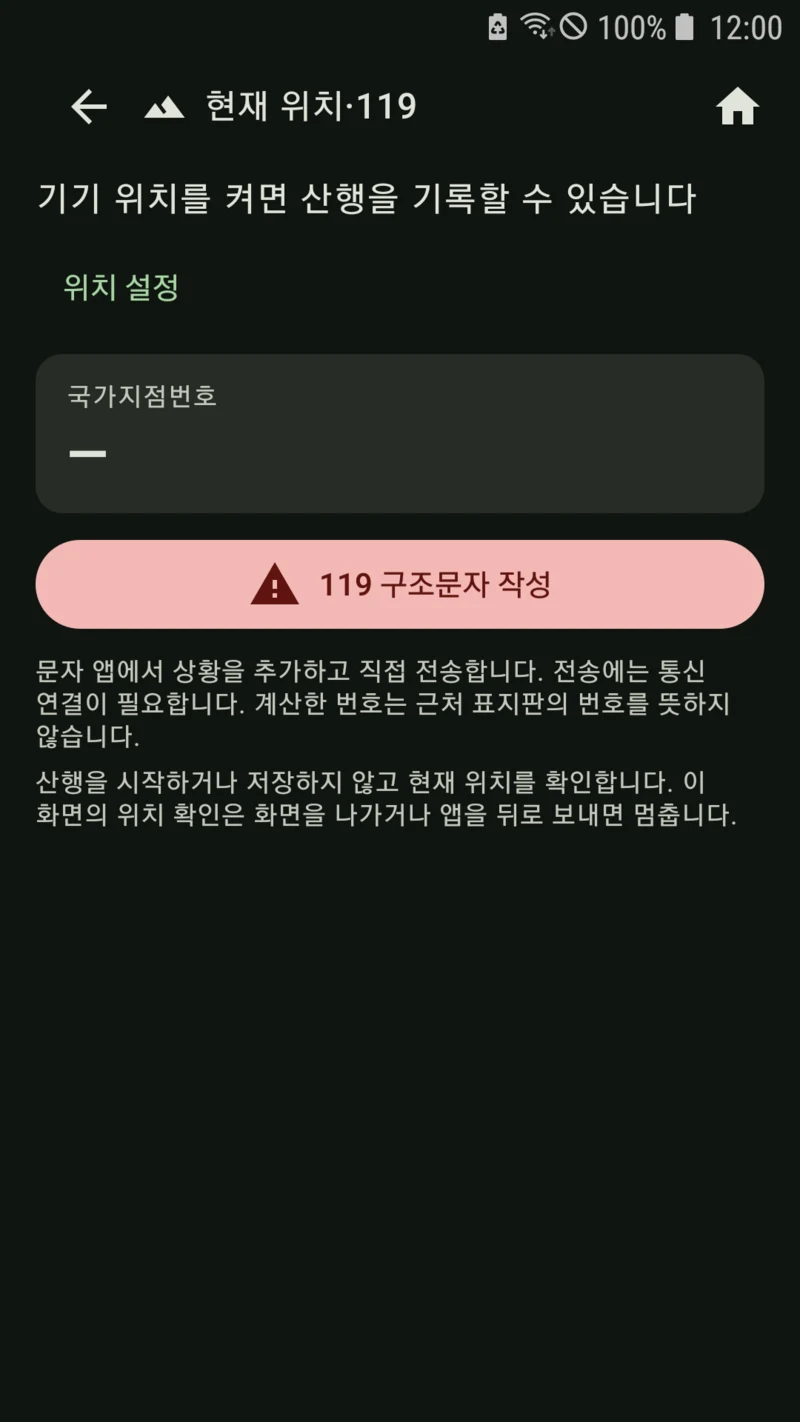 100% 12:00
현재 위치·119
기기 위치를 켜면 산행을 기록할 수 있습니다
위치 설정
국가지점번호
—
119 구조문자 작성
문자 앱에서 상황을 추가하고 직접 전송합니다. 전송에는 통신
연결이 필요합니다. 계산한 번호는 근처 표지판의 번호를 뜻하지
않습니다.
산행을 시작하거나 저장하지 않고 현재 위치를 확인합니다. 이
화면의 위치 확인은 화면을 나가거나 앱을 뒤로 보내면 멈춥니다.